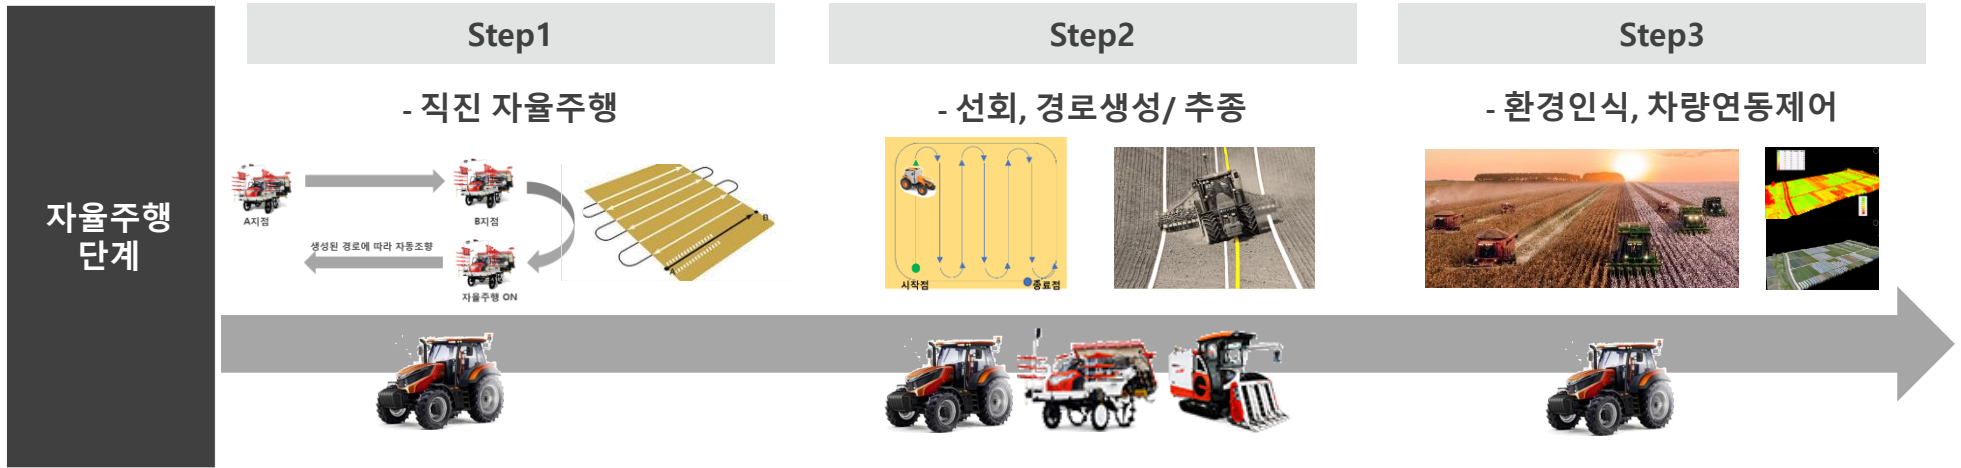 자율주행
단계
Step1
- 직진 자율주행
A지점
B지점
생성된 경로에 따라 자동조향
자율주행 ON
A
B
Step2
- 선회, 경로생성/ 추종
시작점
종료점
Step3
- 환경인식, 차량연동제어